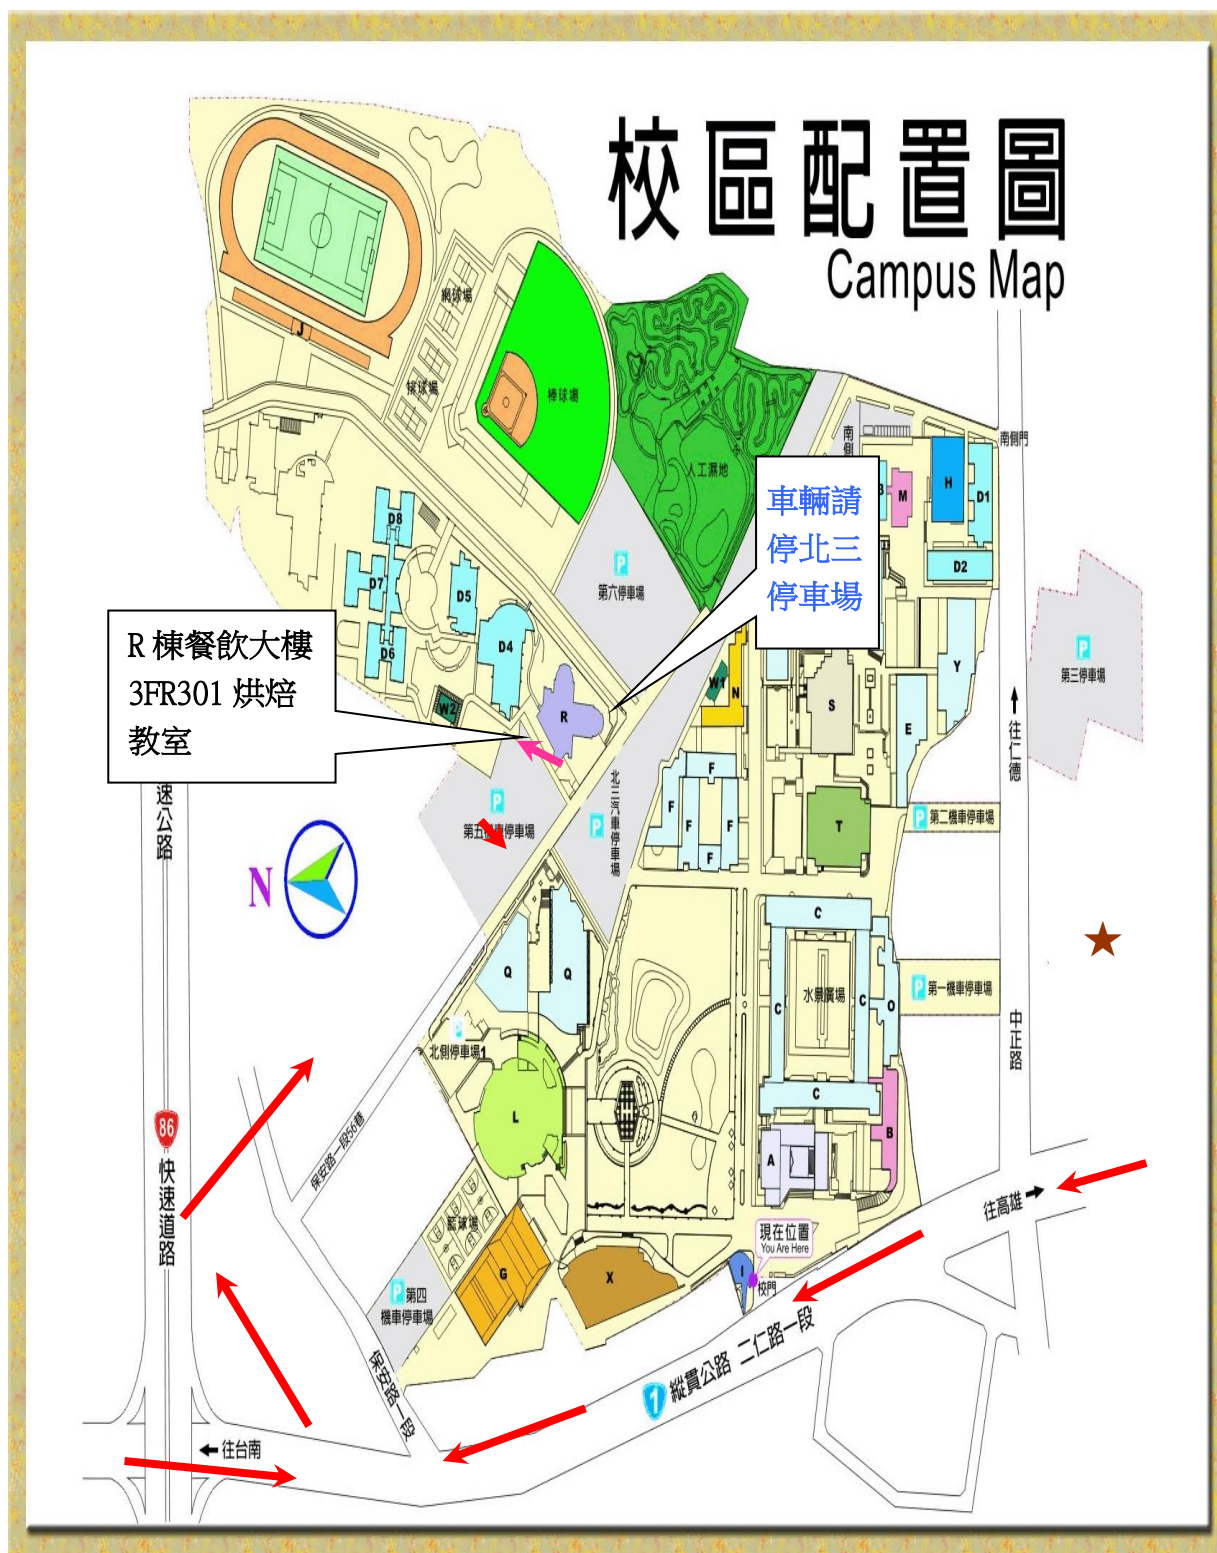 校區配置圖
Campus Map
網球場
J
排球場
棒球場
人工濕地
南側
南側門
M
H
D1
D2
車輛請
停北三
停車場
D8
D7
D5
D6
D4
W2
R
P
第六停車場
R 棟餐飲大樓
3FR301 烘焙
教室
W1
N
S
Y
E
P
第三停車場
往仁德
F
F
F
F
F
T
P 第二機車停車場
P
北三汽車停車場
P
速公路
N
C
C
C
C
水景廣場
O
P 第一機車停車場
中正路
Q
Q
P
北側停車場1
L
保安路一段56巷
籃球場
86
快速道路
A
B
往高雄
現在位置
You Are Here
I
校門
G
X
P 第四
機車停車場
保安路一段
1
縱貫公路 二仁路一段
往台南